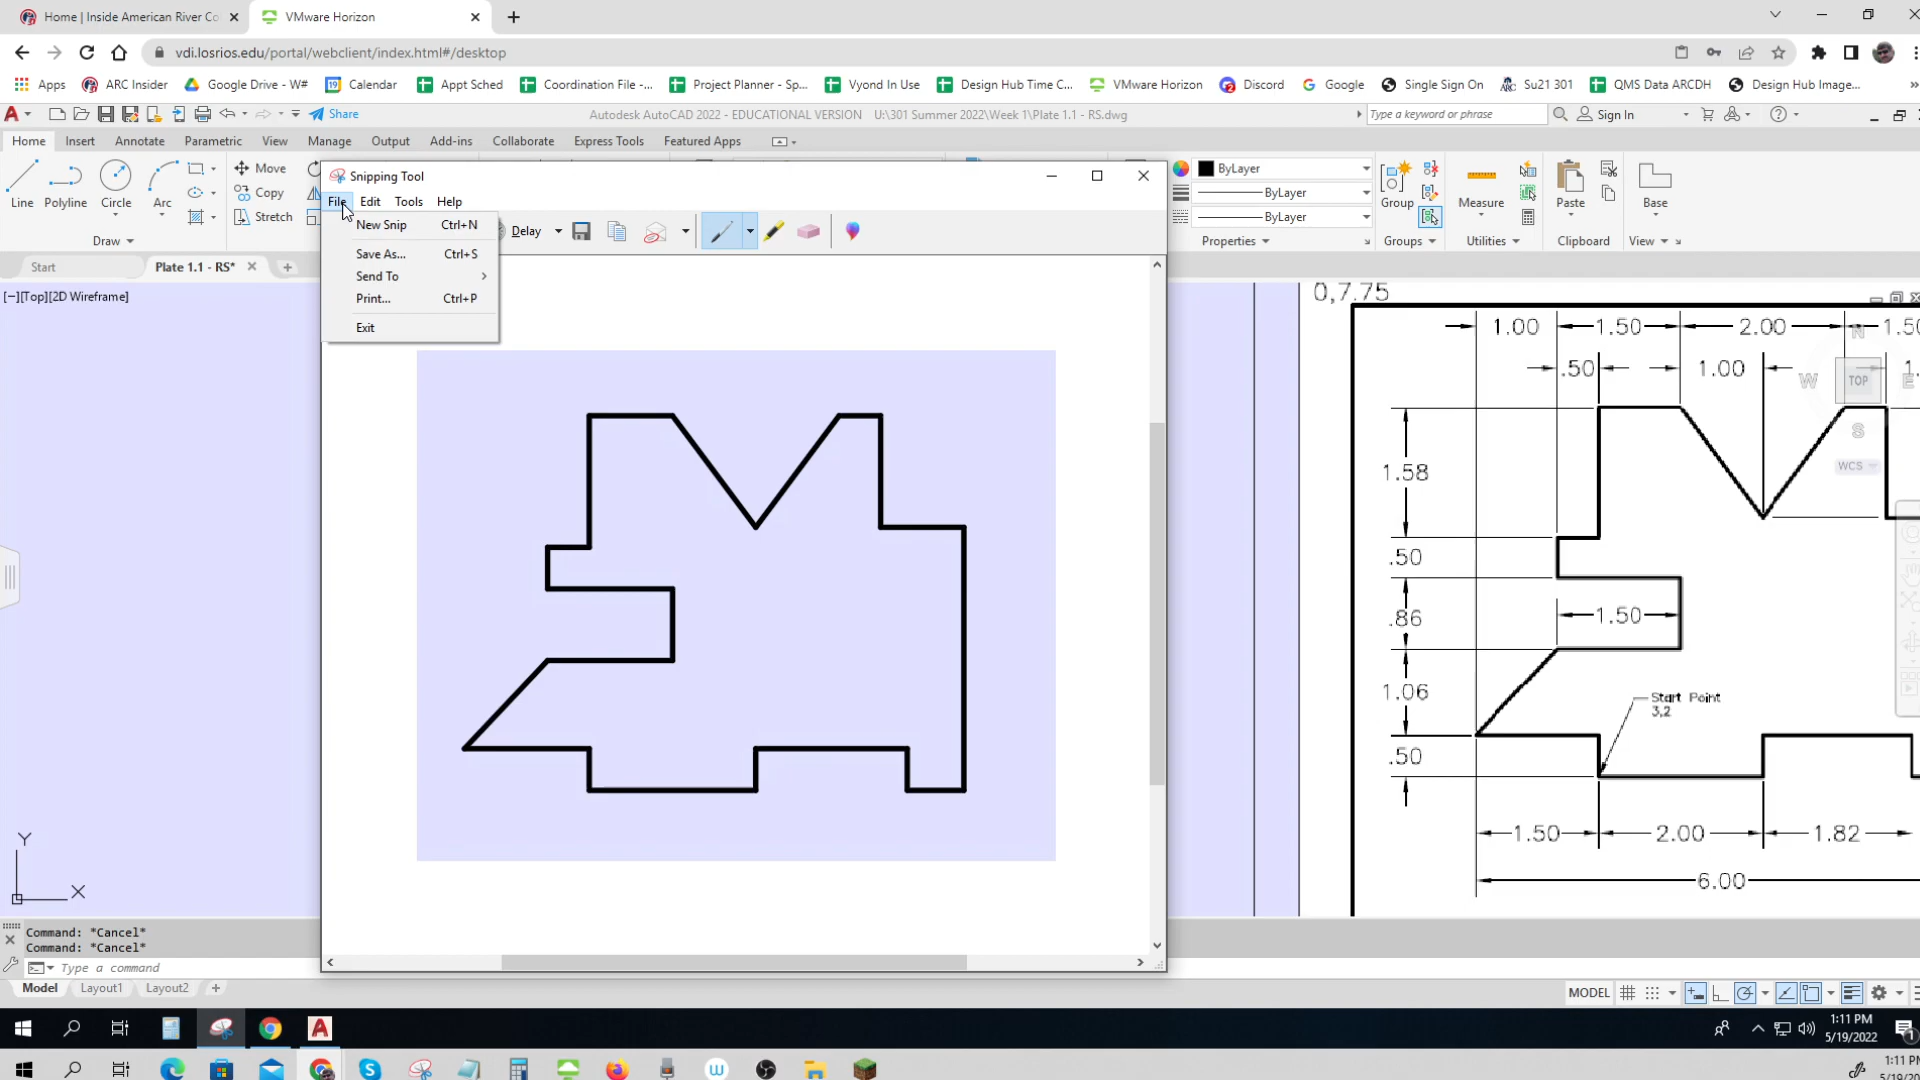 Home | Inside American River Co
VMware Horizon
vdi.losrios.edu/portal/webclient/index.html#/desktop
Apps
ARC Insider
Google Drive - W#
Calendar
Appt Sched
Coordination File -...
Project Planner - Sp...
Vyond In Use
Design Hub Time C...
VMware Horizon
Discord
Google
Single Sign On
Su21 301
QMS Data ARCDH
Design Hub Image...
Share
Autodesk AutoCAD 2022 - EDUCATIONAL VERSION U:\301 Summer 2022\Week 1\Plate 1.1 - RS.dwg
Type a keyword or phrase
Sign In
Home
Insert
Annotate
Parametric
View
Manage
Output
Add-ins
Collaborate
Express Tools
Featured Apps
Line
Polyline
Circle
Arc
Move
Copy
Stretch
Draw
ByLayer
ByLayer
ByLayer
Properties
Group
Groups
Measure
Utilities
Paste
Clipboard
Base
View
Start
Plate 1.1 - RS*
[−][Top][2D Wireframe]
Snipping Tool
File Edit Tools Help
Delay
New Snip Ctrl+N
Save As... Ctrl+S
Send To
Print... Ctrl+P
Exit
0,7.75
1.00
1.50
2.00
1.50
.50
1.00
N
W
TOP
E
S
WCS
1.58
.50
.86
1.50
1.06
Start Point
3,2
.50
1.50
2.00
1.82
6.00
Y
X
Command: *Cancel*
Command: *Cancel*
Type a command
Model
Layout1
Layout2
MODEL
1:11 PM
5/19/2022
1
1:11 PM